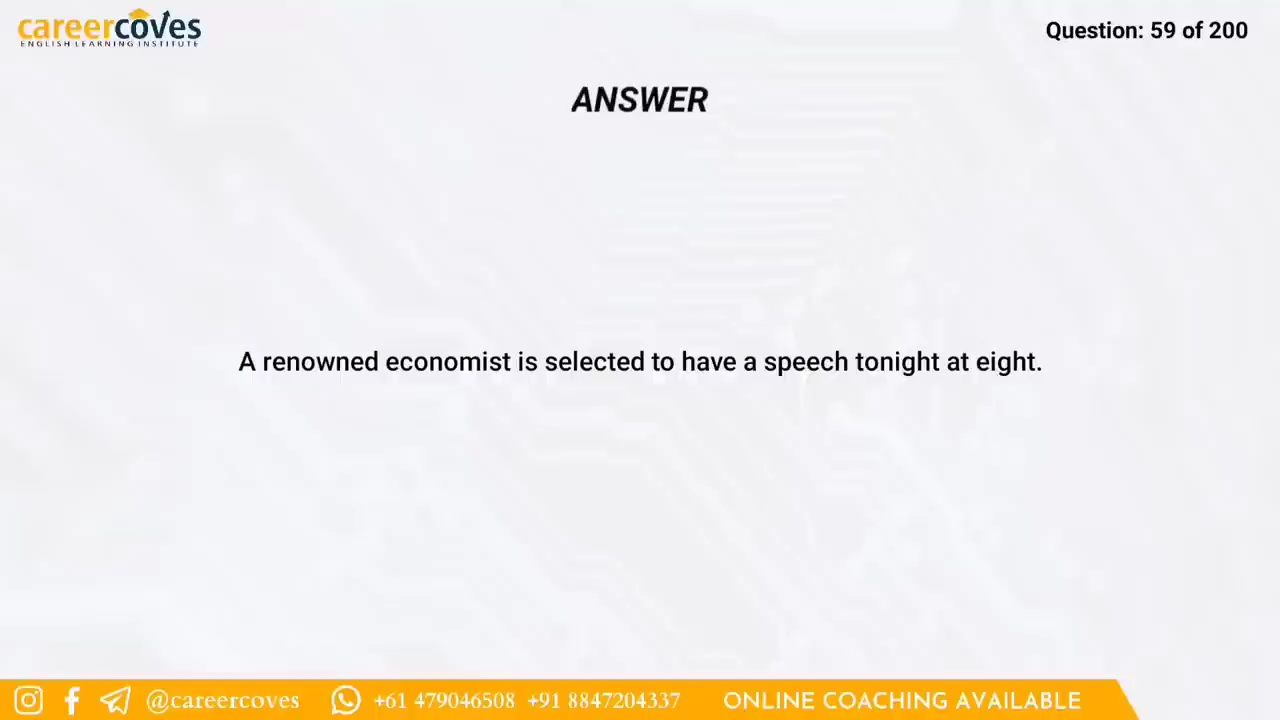 careercoves
ENGLISH LEARNING INSTITUTE
Question: 59 of 200
ANSWER
A renowned economist is selected to have a speech tonight at eight.
@careercoves +61 479046508 +91 8847204337 ONLINE COACHING AVAILABLE